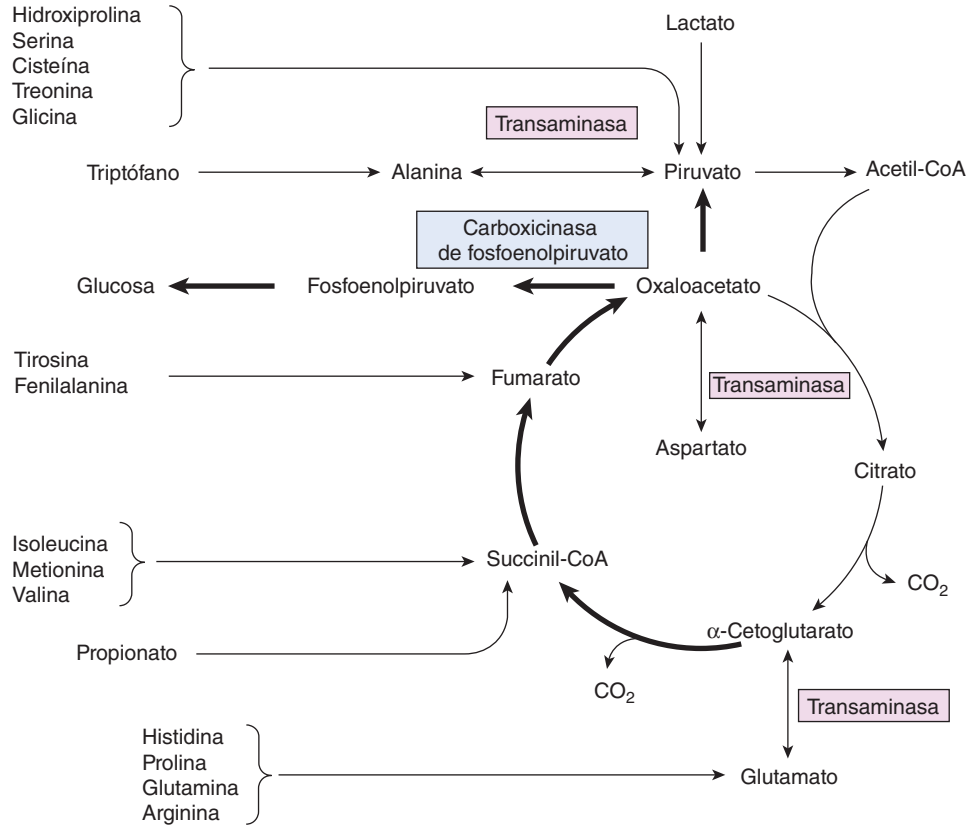 Hidroxiprolina
Serina
Cisteína
Treonina
Glicina
Lactato
Transaminasa
Triptófano
Alanina
Piruvato
Acetil-CoA
Carboxicinasa
de fosfoenolpiruvato
Glucosa
Fosfoenolpiruvato
Oxaloacetato
Tirosina
Fenilalanina
Fumarato
Transaminasa
Aspartato
Citrato
Isoleucina
Metionina
Valina
Succinil-CoA
CO₂
α-Cetoglutarato
Propionato
CO₂
Transaminasa
Histidina
Prolina
Glutamina
Arginina
Glutamato